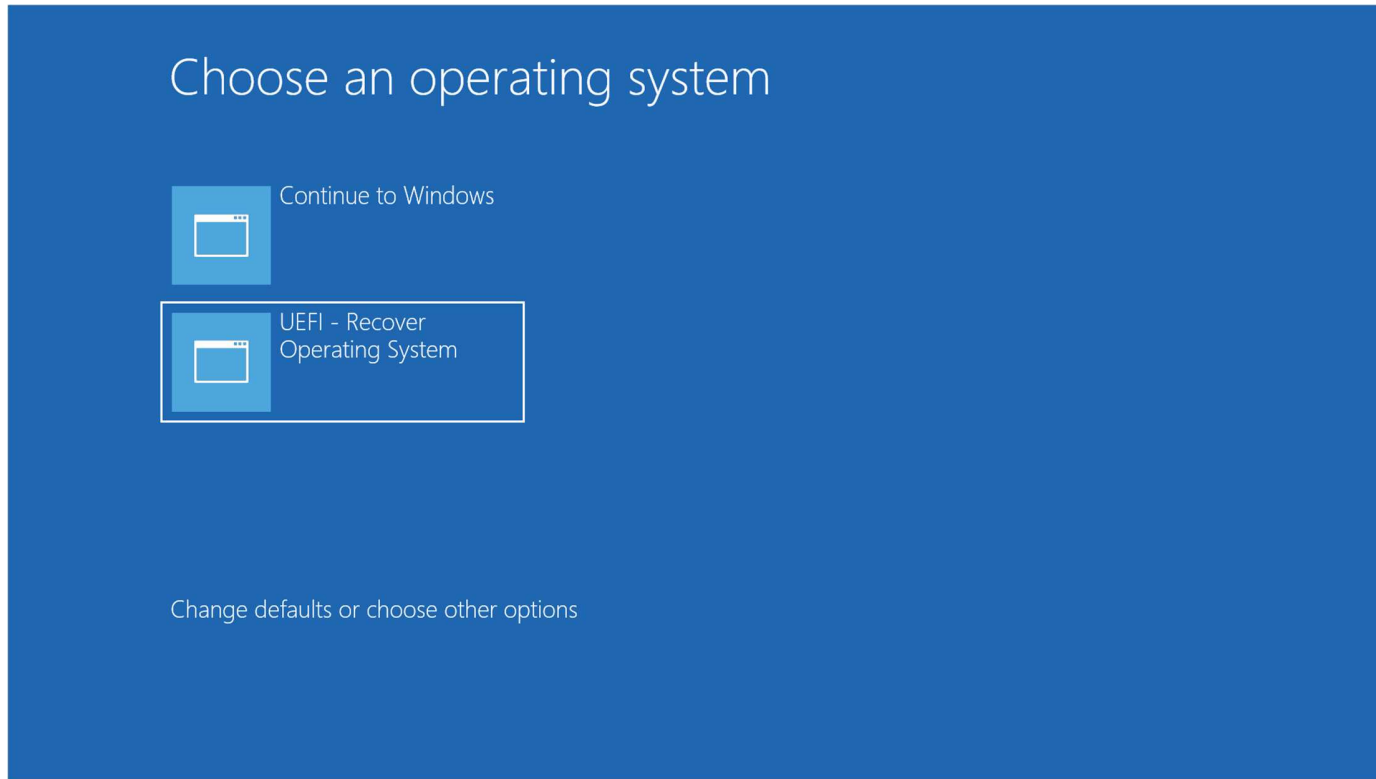 Choose an operating system
Continue to Windows
UEFI - Recover
Operating System
Change defaults or choose other options